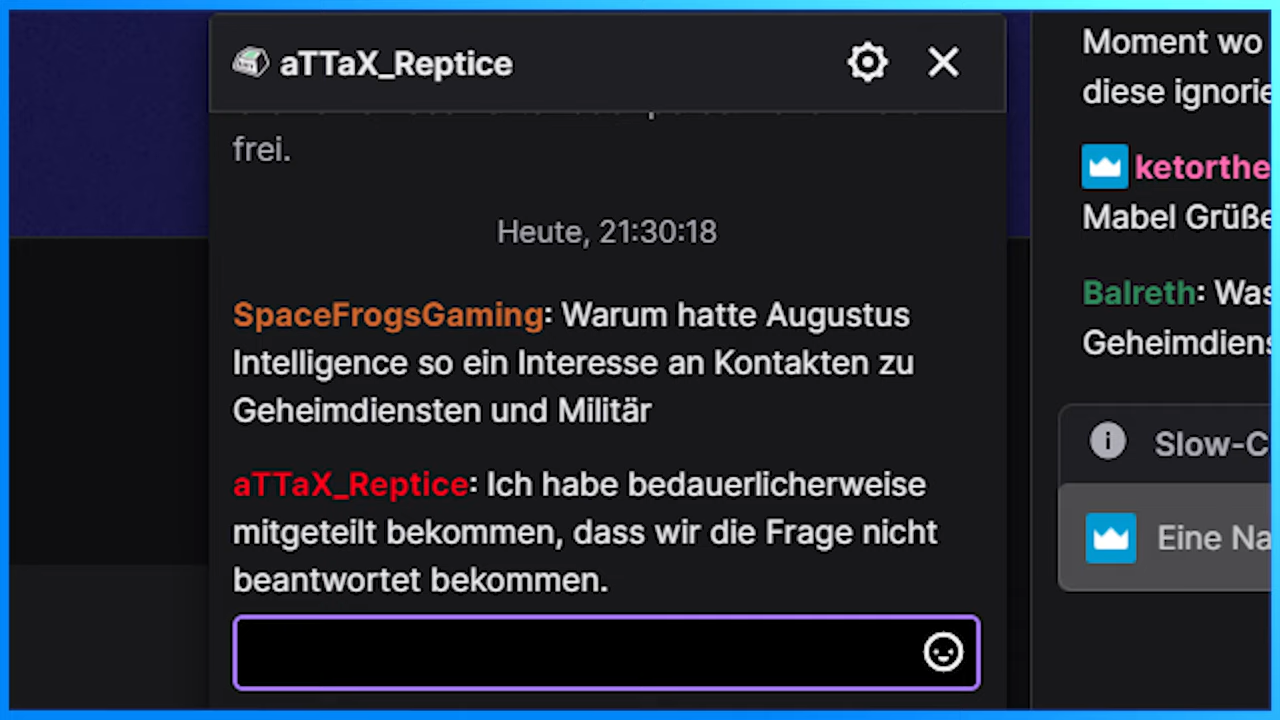 aTTaX_Reptice
frei.
Heute, 21:30:18
SpaceFrogsGaming: Warum hatte Augustus
Intelligence so ein Interesse an Kontakten zu
Geheimdiensten und Militär
aTTaX_Reptice: Ich habe bedauerlicherweise
mitgeteilt bekommen, dass wir die Frage nicht
beantwortet bekommen.
Moment wo
diese ignorie
ketorthe
Mabel Grüße
Balreth: Was
Geheimdiens
Slow-C
Eine Na